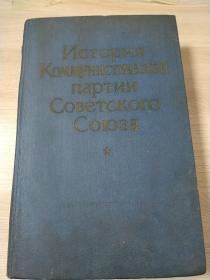 История
Коммунистической
партии
Советского
Союза